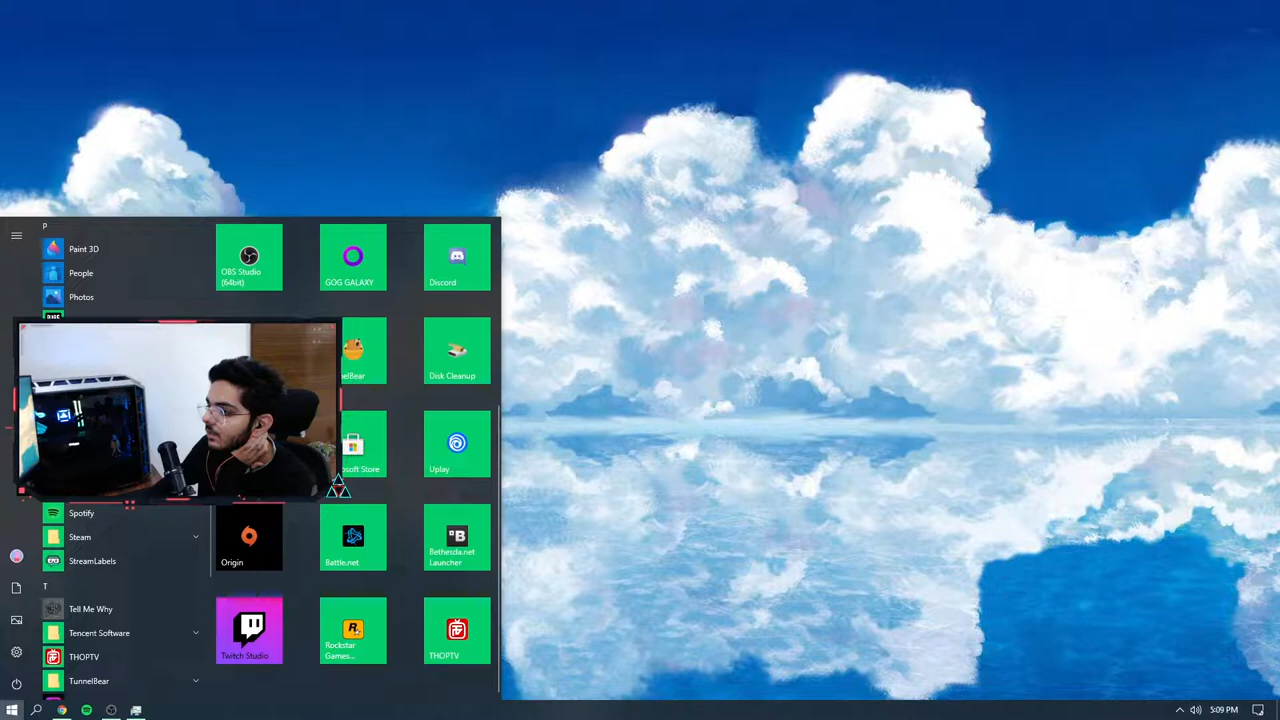 P
Paint 3D
People
Photos
OBS Studio
(64bit)
GOG GALAXY
Discord
Disk Cleanup
Uplay
Spotify
Steam
StreamLabels
T
Tell Me Why
Tencent Software
THOPTV
TunnelBear
Origin
Battle.net
Bethesda.net
Launcher
Twitch Studio
Rockstar
Games...
THOPTV
5:09 PM